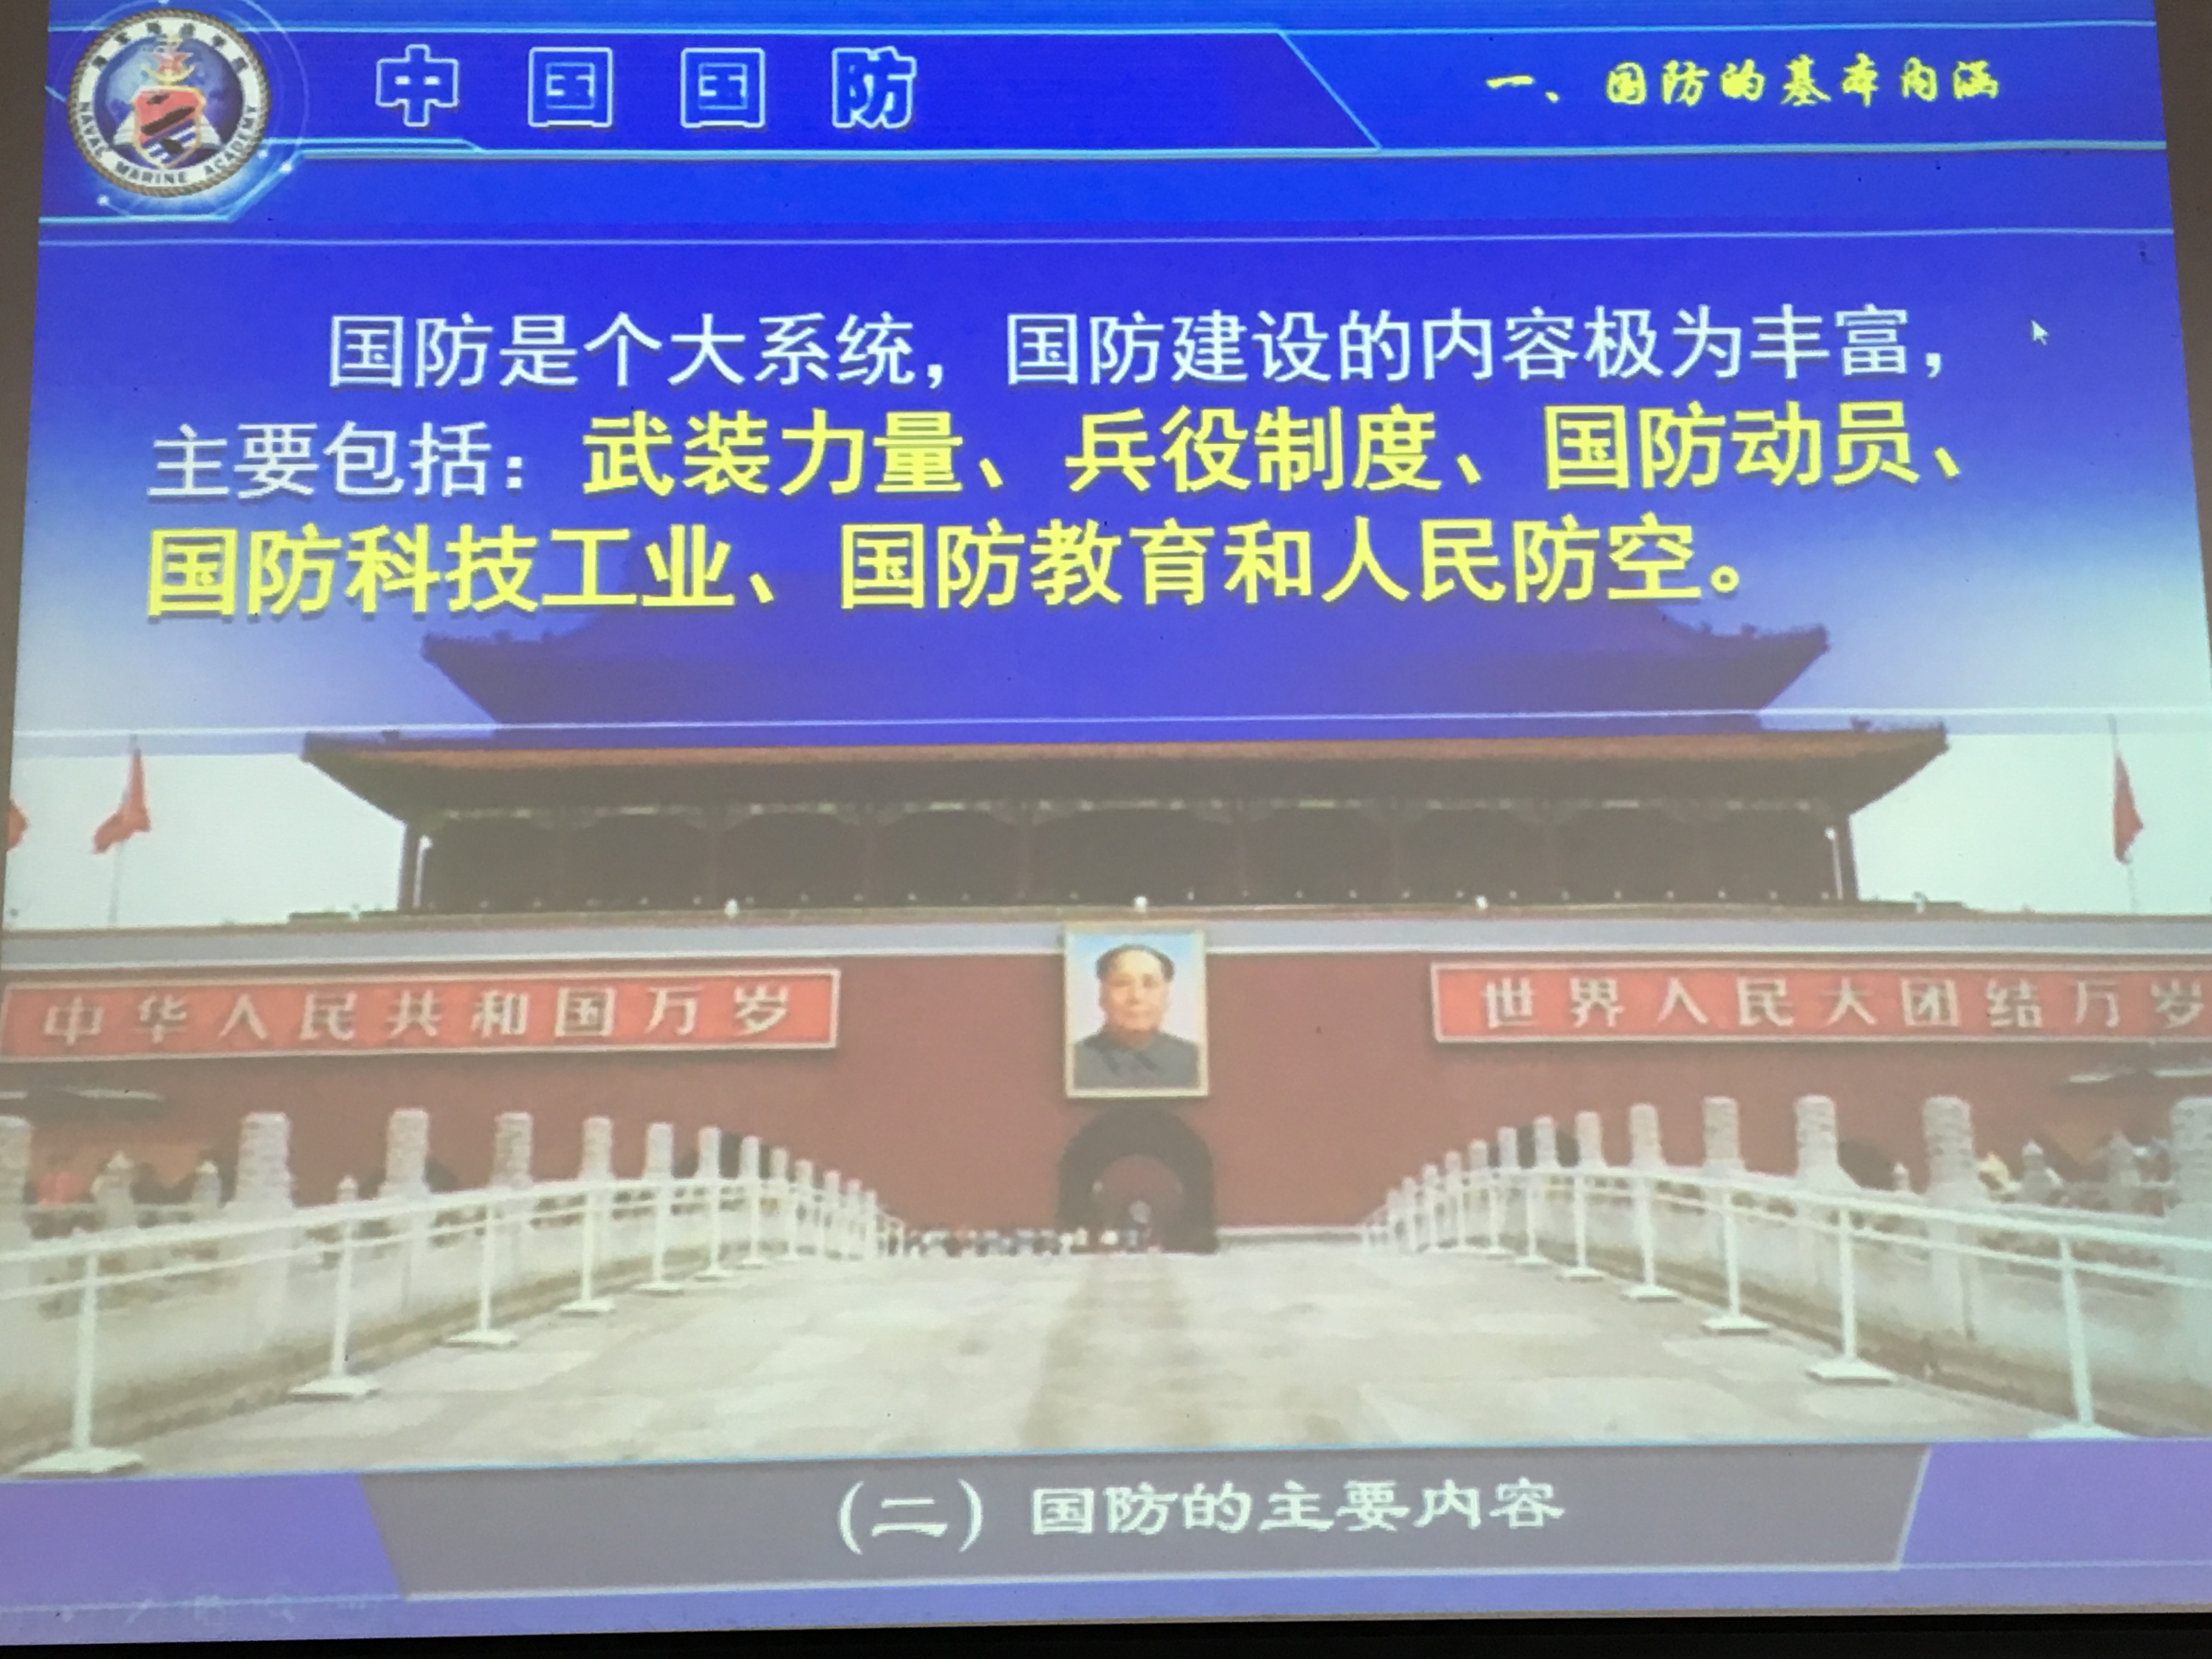 中国国防
一、国防的基本内涵
NAVAL MARINE ACADEMY
国防是个大系统，国防建设的内容极为丰富，
主要包括：武装力量、兵役制度、国防动员、
国防科技工业、国防教育和人民防空。
中华人民共和国万岁
世界人民大团结万岁
（二）国防的主要内容